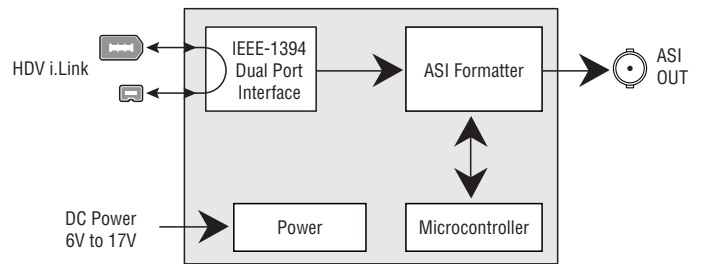 HDV i.Link
IEEE-1394
Dual Port
Interface
ASI Formatter
ASI
OUT
DC Power
6V to 17V
Power
Microcontroller